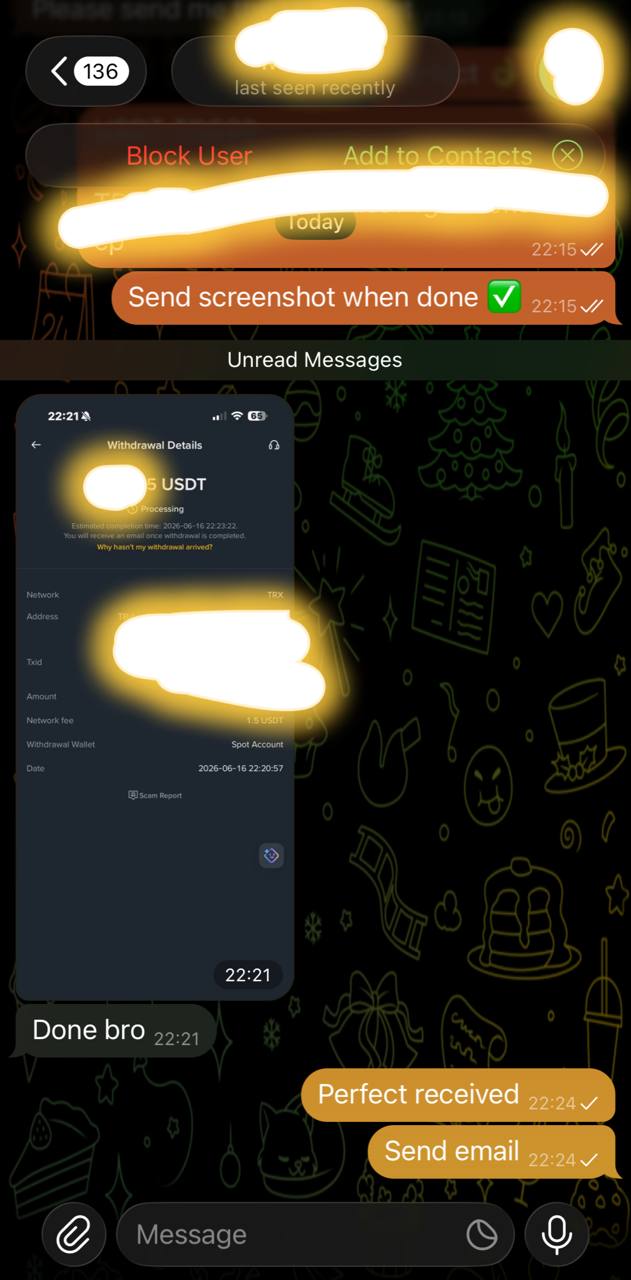 136
last seen recently
Block User
Add to Contacts
Today
22:15
Send screenshot when done ✅ 22:15
Unread Messages
22:21
65
Withdrawal Details
5 USDT
Processing
Estimated completion time: 2026-06-16 22:23:22.
You will receive an email once withdrawal is completed.
Why hasn't my withdrawal arrived?
Network TRX
Address
Txid
Amount
Network fee 1.5 USDT
Withdrawal Wallet Spot Account
Date 2026-06-16 22:20:57
Scam Report
22:21
Done bro 22:21
Perfect received 22:24
Send email 22:24
Message